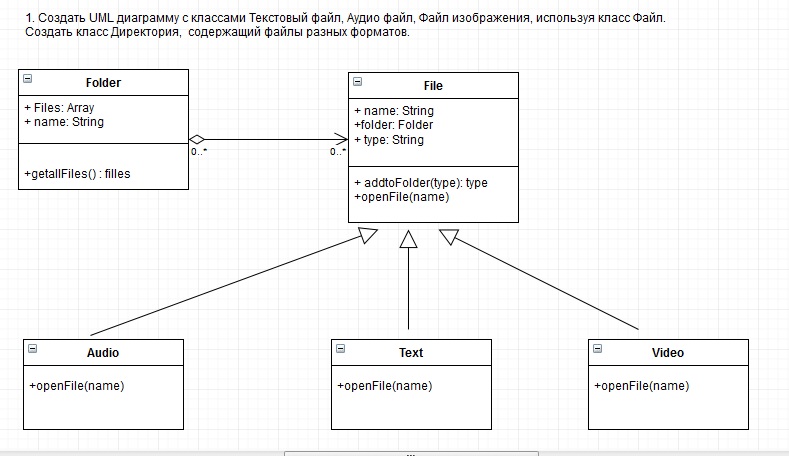 1. Создать UML диаграмму с классами Текстовый файл, Аудио файл, Файл изображения, используя класс Файл.
Создать класс Директория, содержащий файлы разных форматов.
Folder
+ Files: Array
+ name: String
+getallFiles() : filles
0..*
0..*
File
+ name: String
+folder: Folder
+ type: String
+ addtoFolder(type): type
+openFile(name)
Audio
+openFile(name)
Text
+openFile(name)
Video
+openFile(name)